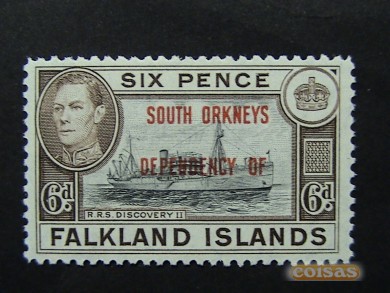 SIX PENCE
SOUTH ORKNEYS
DEPENDENCY OF
R.R.S. DISCOVERY II
6d 6d
FALKLAND ISLANDS
coisas